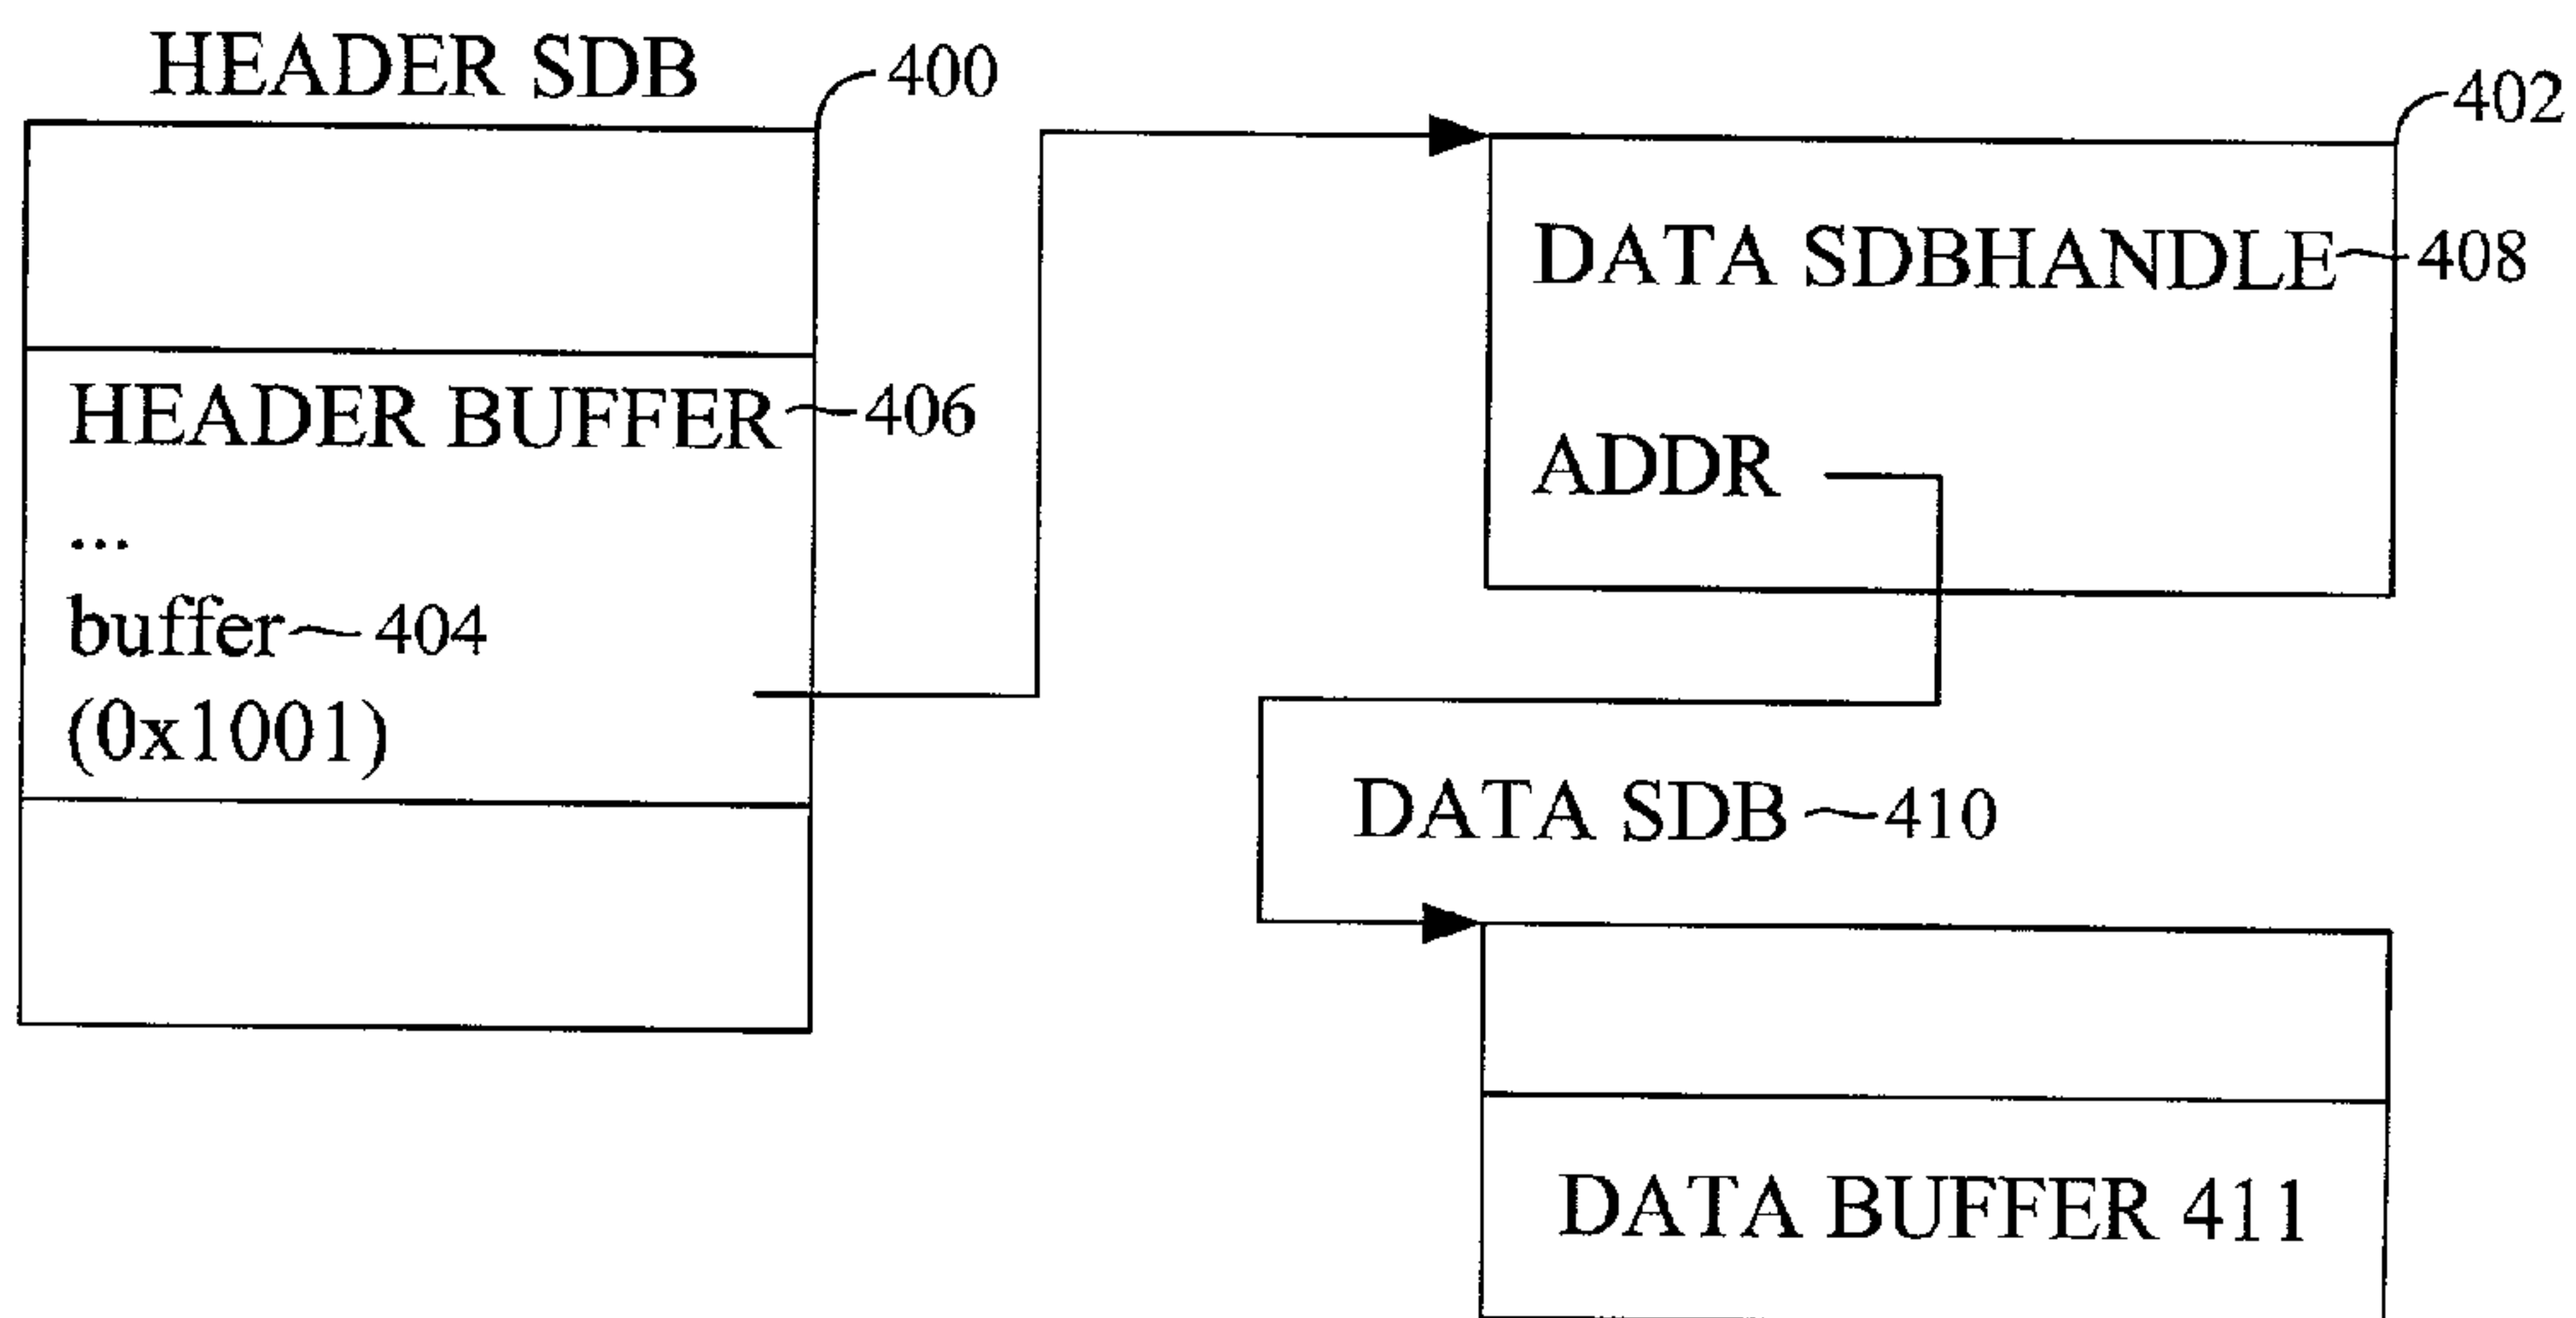 HEADER SDB 400
402
DATA SDBHANDLE 408
HEADER BUFFER 406
ADDR
...
buffer 404
(0x1001)
DATA SDB 410
DATA BUFFER 411